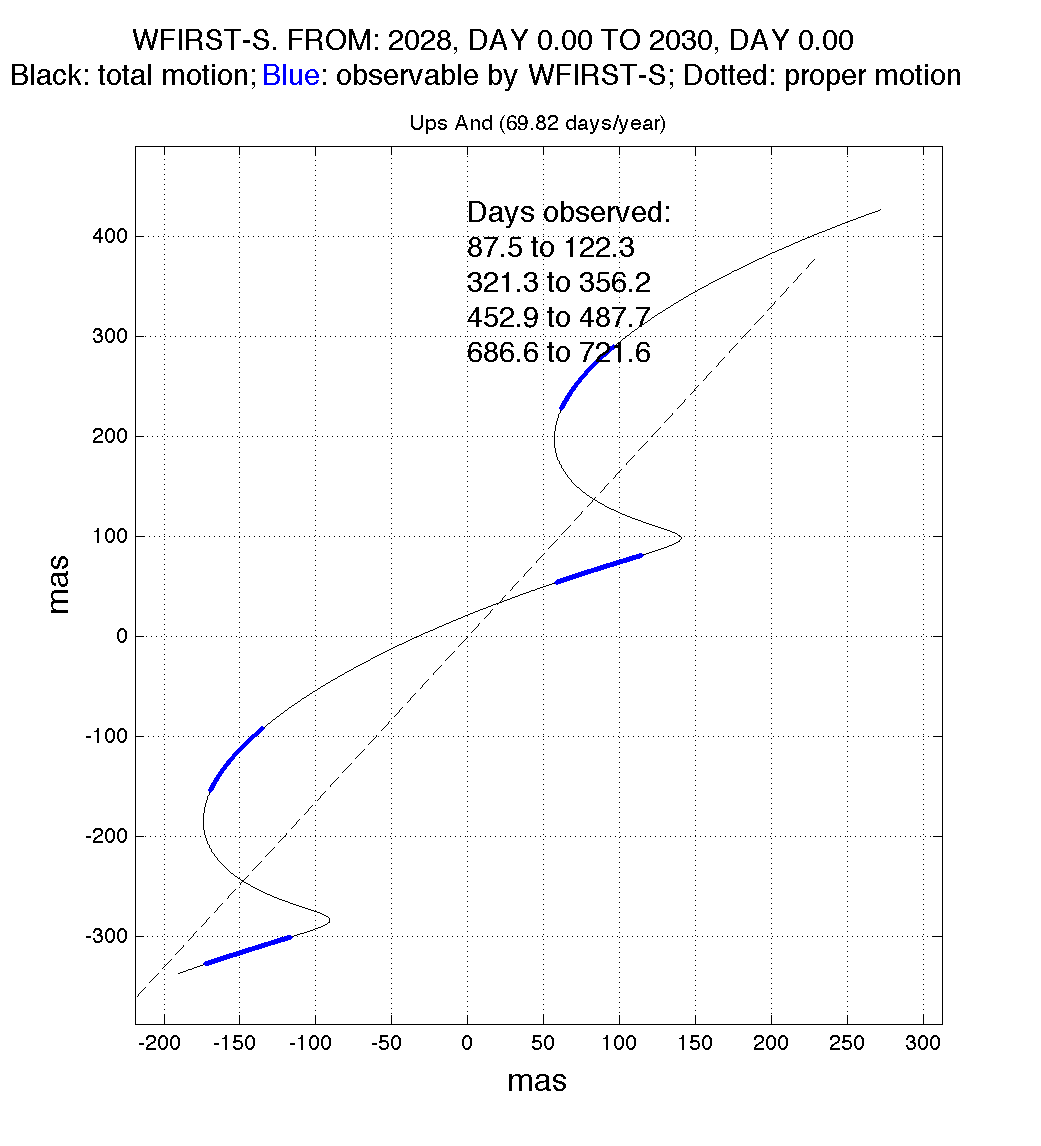 WFIRST-S. FROM: 2028, DAY 0.00 TO 2030, DAY 0.00
Black: total motion; Blue: observable by WFIRST-S; Dotted: proper motion
Ups And (69.82 days/year)
Days observed:
87.5 to 122.3
321.3 to 356.2
452.9 to 487.7
686.6 to 721.6
400
300
200
100
0
-100
-200
-300
mas
-200 -150 -100 -50 0 50 100 150 200 250 300
mas